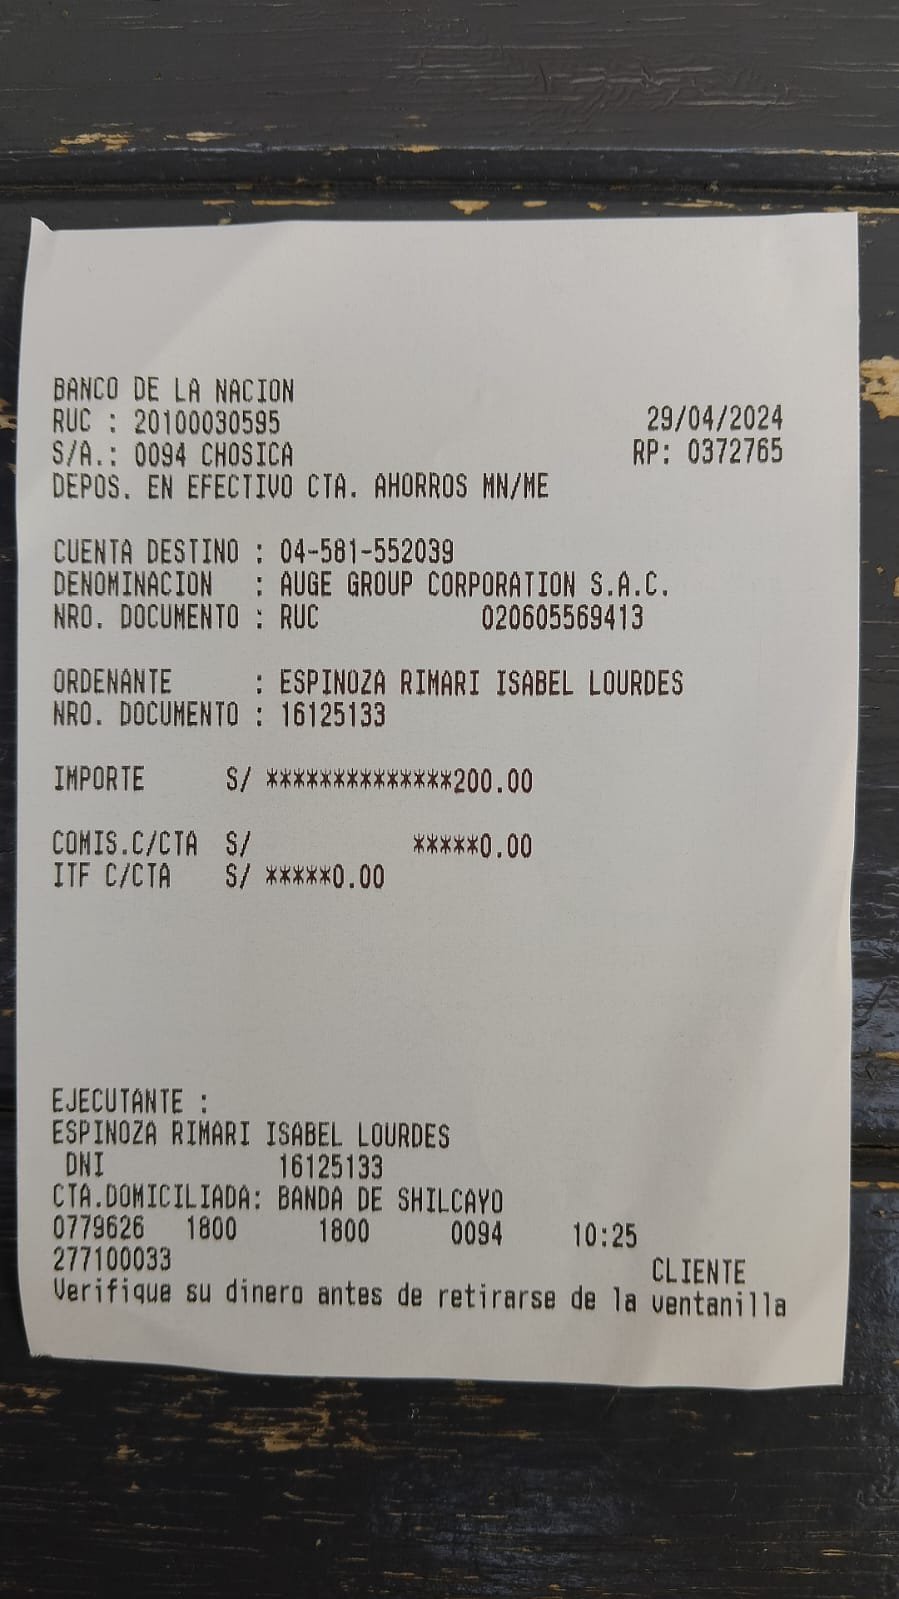 BANCO DE LA NACION
RUC : 20100030595 29/04/2024
S/A.: 0094 CHOSICA RP: 0372765
DEPOS. EN EFECTIVO CTA. AHORROS MN/ME
CUENTA DESTINO : 04-581-552039
DENOMINACION : AUGE GROUP CORPORATION S.A.C.
NRO. DOCUMENTO : RUC 020605569413
ORDENANTE : ESPINOZA RIMARI ISABEL LOURDES
NRO. DOCUMENTO : 16125133
IMPORTE S/ **************200.00
COMIS.C/CTA S/ *****0.00
ITF C/CTA S/ *****0.00
EJECUTANTE :
ESPINOZA RIMARI ISABEL LOURDES
DNI 16125133
CTA.DOMICILIADA: BANDA DE SHILCAYO
0779626 1800 1800 0094 10:25
277100033 CLIENTE
Verifique su dinero antes de retirarse de la ventanilla